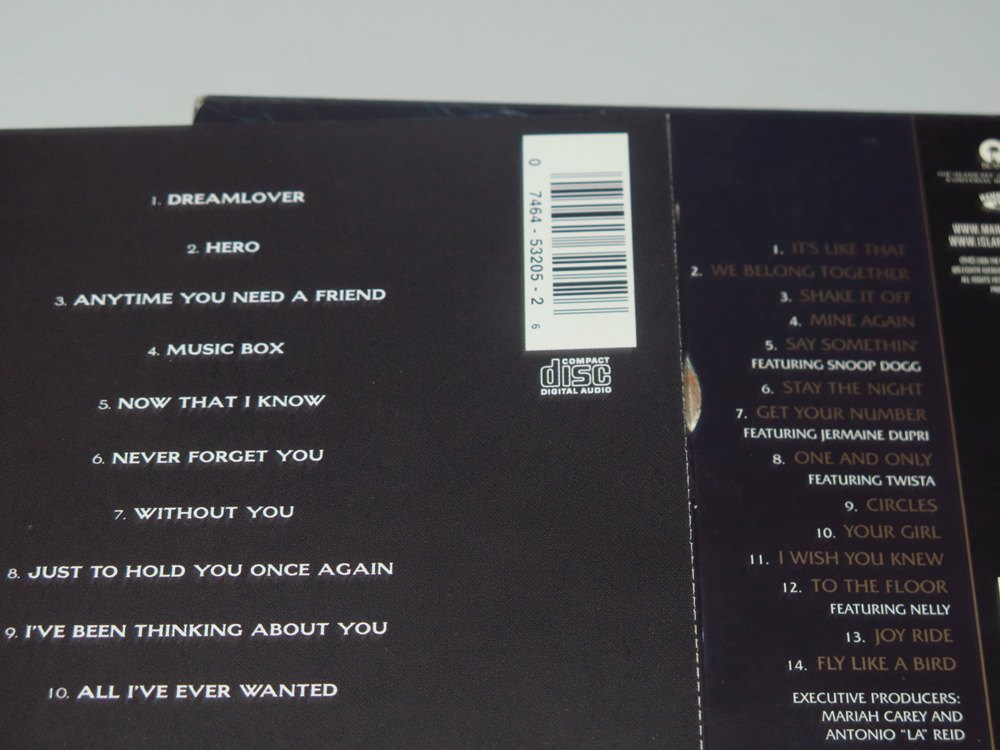 1. DREAMLOVER
2. HERO
3. ANYTIME YOU NEED A FRIEND
4. MUSIC BOX
5. NOW THAT I KNOW
6. NEVER FORGET YOU
7. WITHOUT YOU
8. JUST TO HOLD YOU ONCE AGAIN
9. I'VE BEEN THINKING ABOUT YOU
10. ALL I'VE EVER WANTED
0 7464-53205-2 6
COMPACT
disc
DIGITAL AUDIO
1. IT'S LIKE THAT
2. WE BELONG TOGETHER
3. SHAKE IT OFF
4. MINE AGAIN
5. SAY SOMETHIN'
FEATURING SNOOP DOGG
6. STAY THE NIGHT
7. GET YOUR NUMBER
FEATURING JERMAINE DUPRI
8. ONE AND ONLY
FEATURING TWISTA
9. CIRCLES
10. YOUR GIRL
11. I WISH YOU KNEW
12. TO THE FLOOR
FEATURING NELLY
13. JOY RIDE
14. FLY LIKE A BIRD
EXECUTIVE PRODUCERS:
MARIAH CAREY AND
ANTONIO "LA" REID
WWW.MAR
WWW.ISLA